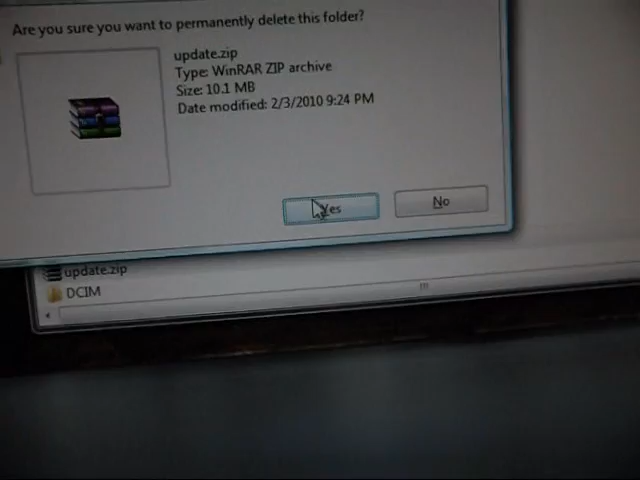 Are you sure you want to permanently delete this folder?
update.zip
Type: WinRAR ZIP archive
Size: 10.1 MB
Date modified: 2/3/2010 9:24 PM
Yes
No
update.zip
DCIM